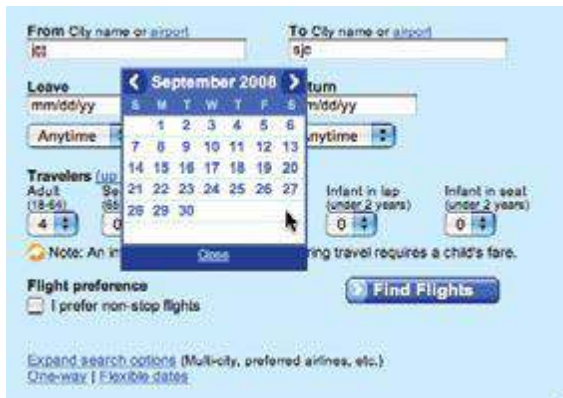 From City name or airport
To City name or airport
sjc
Leave
turn
mm/dd/yy
m/dd/yy
September 2008
S M T W T F S
1 2 3 4 5 6
7 8 9 10 11 12 13
14 15 16 17 18 19 20
21 22 23 24 25 26 27
28 29 30
Close
Anytime
nytime
Travelers (up
Adult
(18-64)
4
Se
(65
0
Infant in lap
(under 2 years)
0
Infant in seat
(under 2 years)
0
Note: An in
ring travel requires a child's fare.
Flight preference
I prefer non-stop flights
Find Flights
Expand search options (Multi-city, preferred airlines, etc.)
One-way | Flexible dates